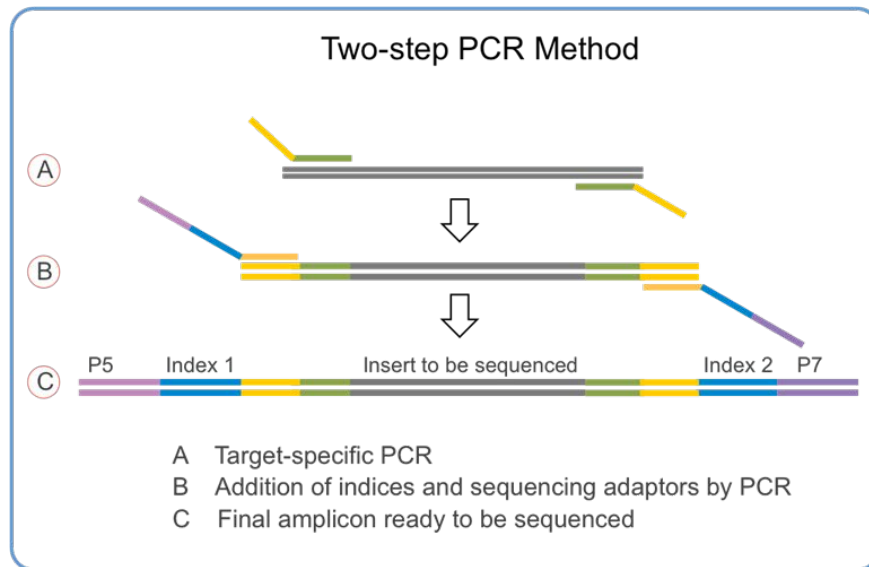 Two-step PCR Method
A
B
P5 Index 1 Insert to be sequenced Index 2 P7
C
A Target-specific PCR
B Addition of indices and sequencing adaptors by PCR
C Final amplicon ready to be sequenced